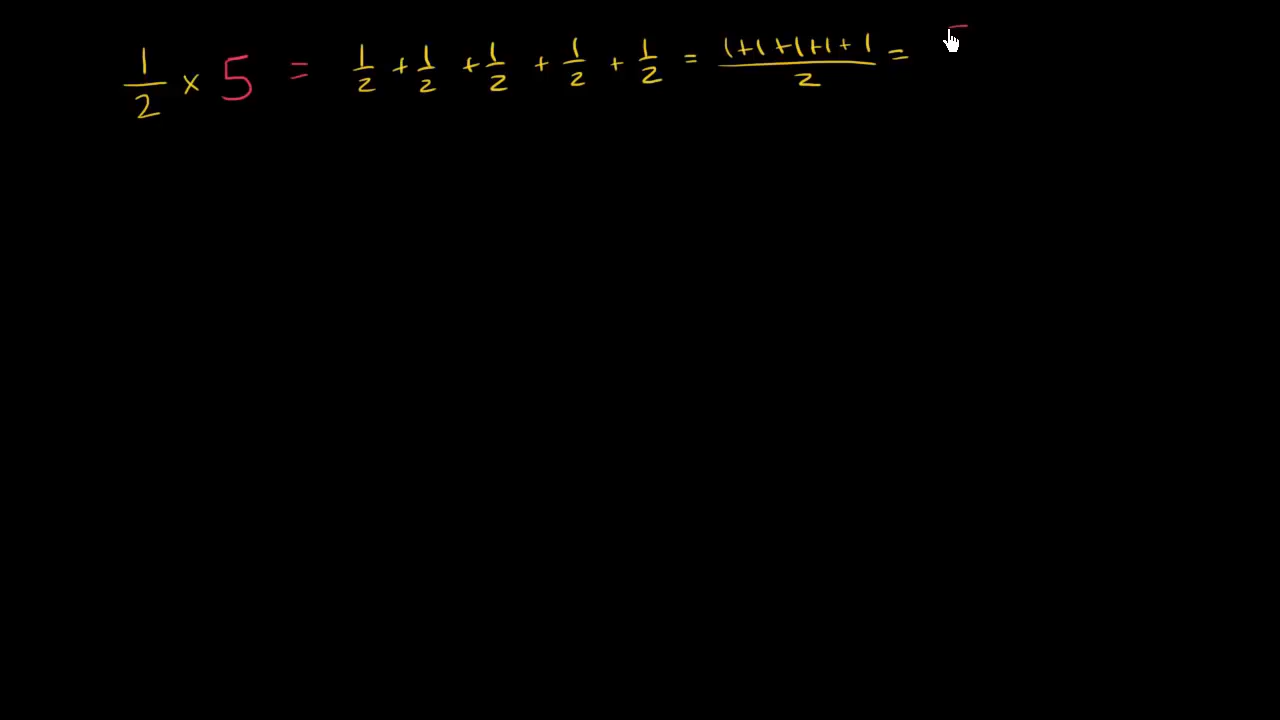 1/2 × 5 = 1/2 + 1/2 + 1/2 + 1/2 + 1/2 = (1+1+1+1+1)/2 =